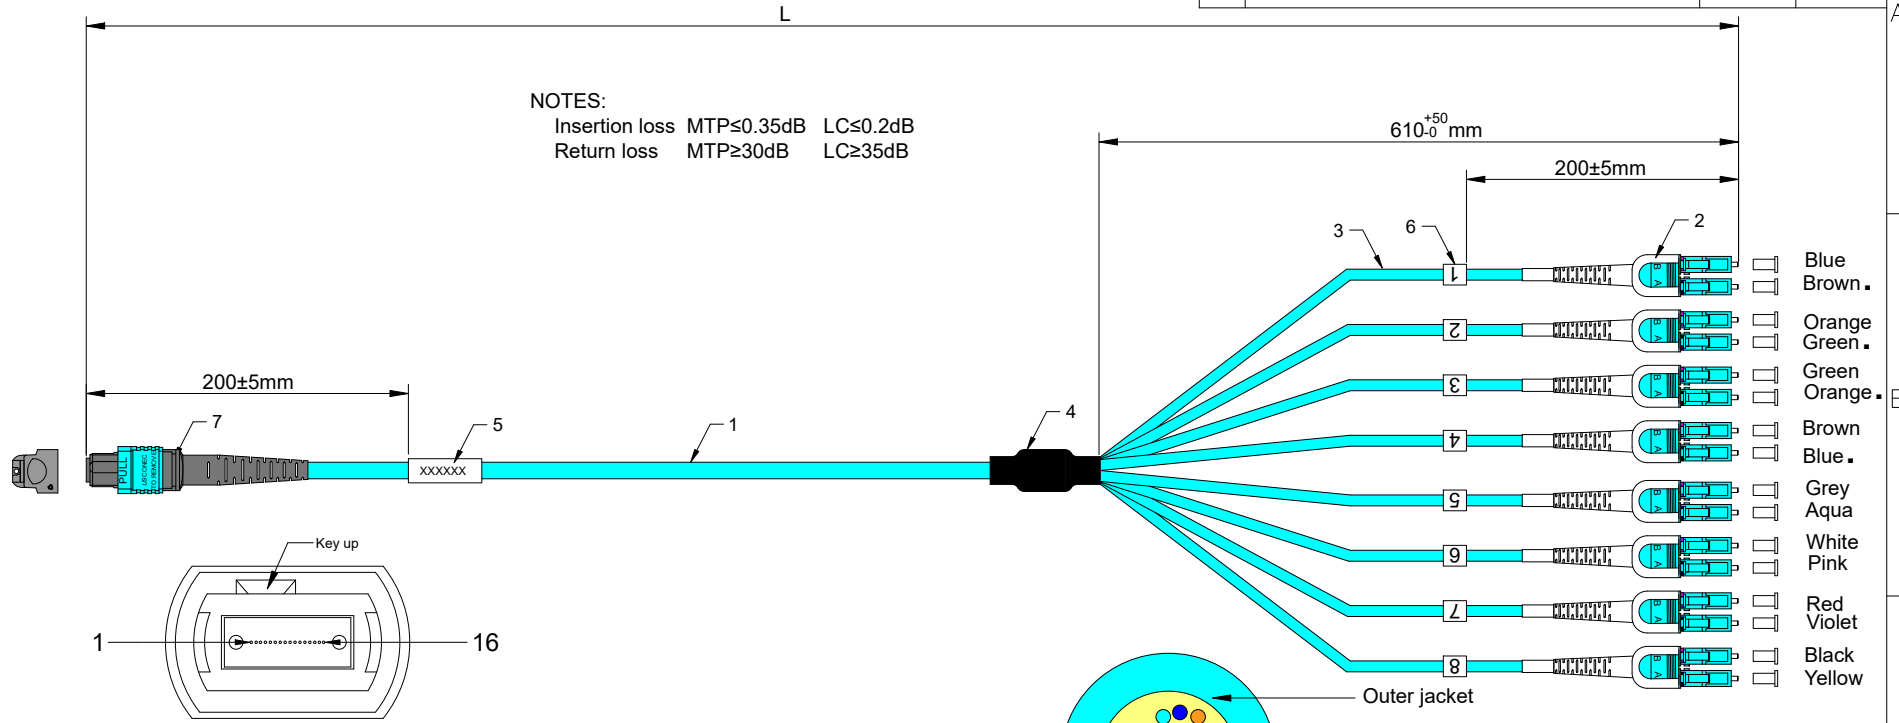 L
A
NOTES:
Insertion loss MTP≤0.35dB LC≤0.2dB
Return loss MTP≥30dB LC≥35dB
610 +50 -0 mm
200±5mm
3
6
2
1
B A
Blue
Brown.
2
B A
Orange
Green.
3
B A
Green
Orange.
200±5mm
7
5
1
4
4
B A
Brown
Blue.
PULL
XXXXXX
5
B A
Grey
Aqua
6
B A
White
Pink
Key up
7
B A
Red
Violet
1
16
8
B A
Black
Yellow
Outer jacket